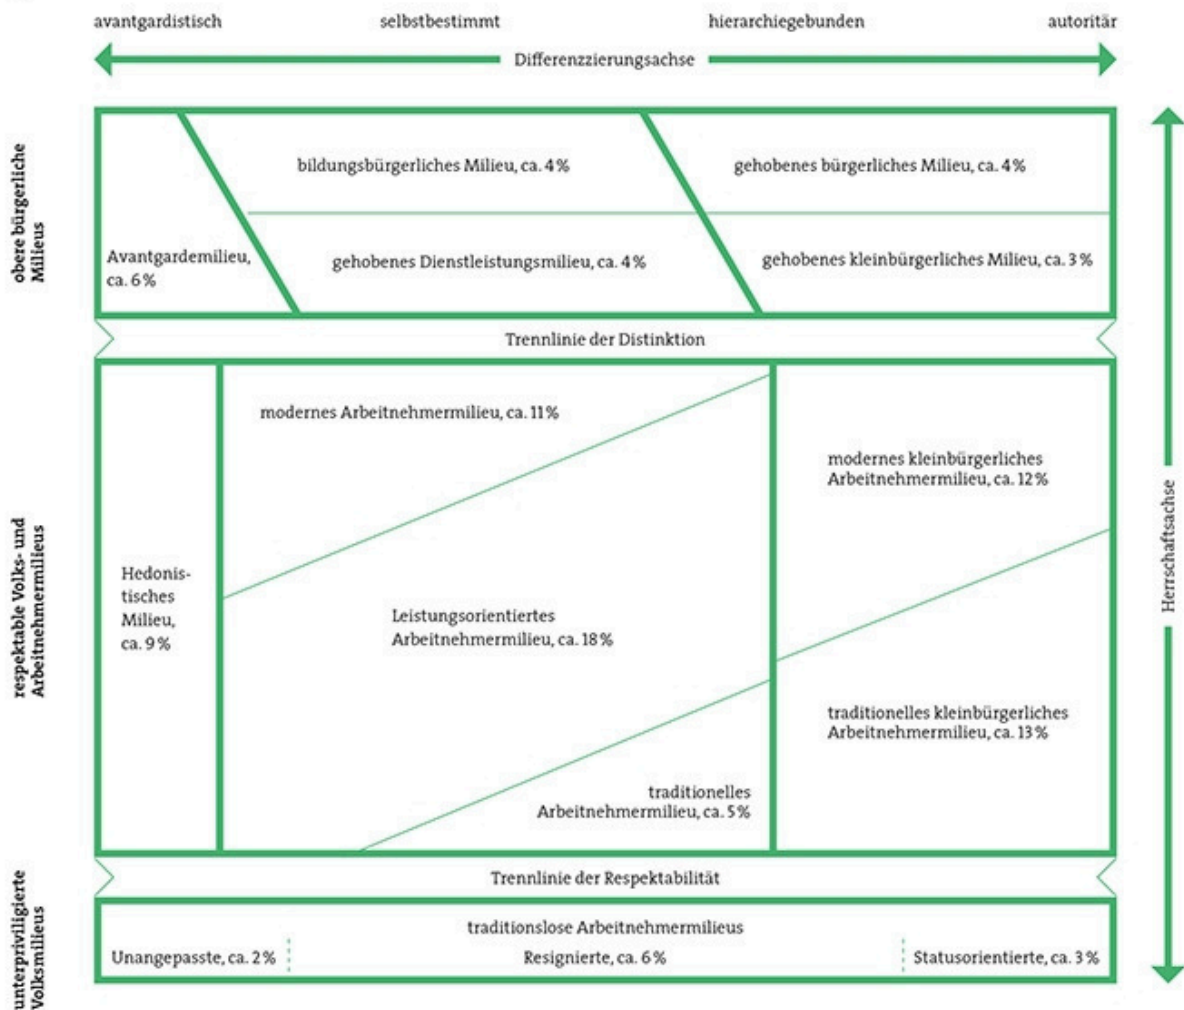 avantgardistisch
selbstbestimmt
hierarchiegebunden
autoritär
Differenzzierungsachse
obere bürgerliche
Milieus
bildungsbürgerliches Milieu, ca. 4 %
gehobenes bürgerliches Milieu, ca. 4 %
Avantgardemilieu,
ca. 6 %
gehobenes Dienstleistungsmilieu, ca. 4 %
gehobenes kleinbürgerliches Milieu, ca. 3 %
Trennlinie der Distinktion
respektable Volks- und
Arbeitnehmermilieus
Hedonis-
tisches
Milieu,
ca. 9 %
modernes Arbeitnehmermilieu, ca. 11 %
Leistungsorientiertes
Arbeitnehmermilieu, ca. 18 %
traditionelles
Arbeitnehmermilieu, ca. 5 %
modernes kleinbürgerliches
Arbeitnehmermilieu, ca. 12 %
traditionelles kleinbürgerliches
Arbeitnehmermilieu, ca. 13 %
Herrschaftsachse
Trennlinie der Respektabilität
unterpriviligierte
Volksmilieus
traditionslose Arbeitnehmermilieus
Unangepasste, ca. 2 %
Resignierte, ca. 6 %
Statusorientierte, ca. 3 %